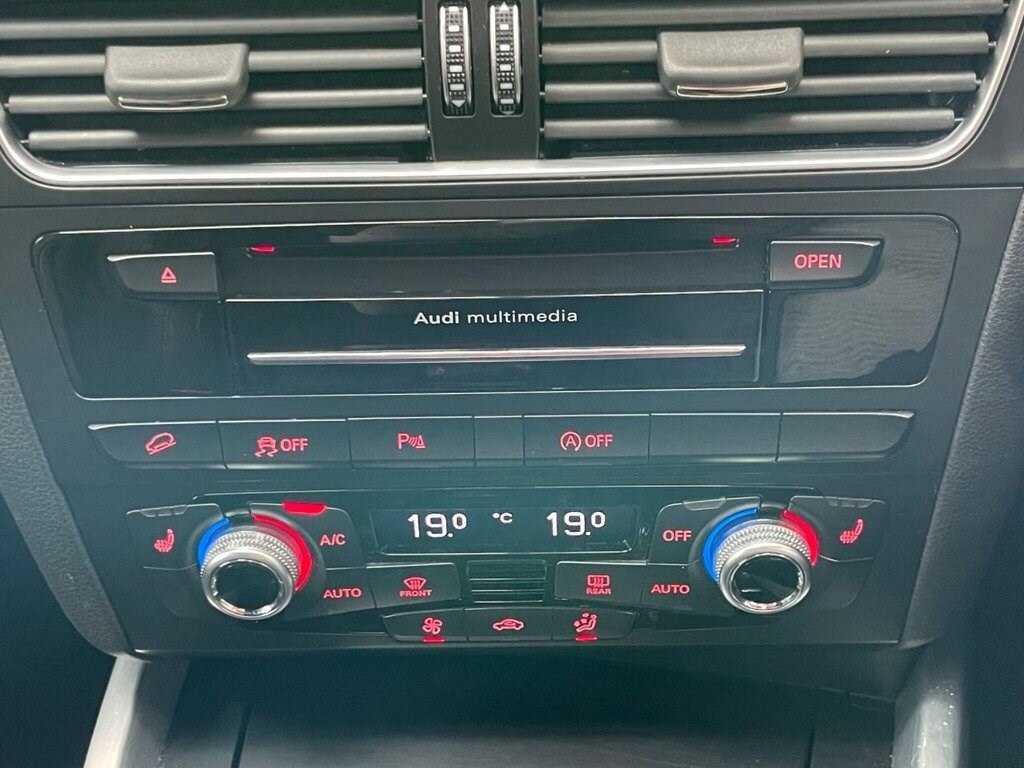 OPEN
Audi multimedia
OFF
P
A OFF
A/C
19.0 °C 19.0
OFF
AUTO
FRONT
REAR
AUTO